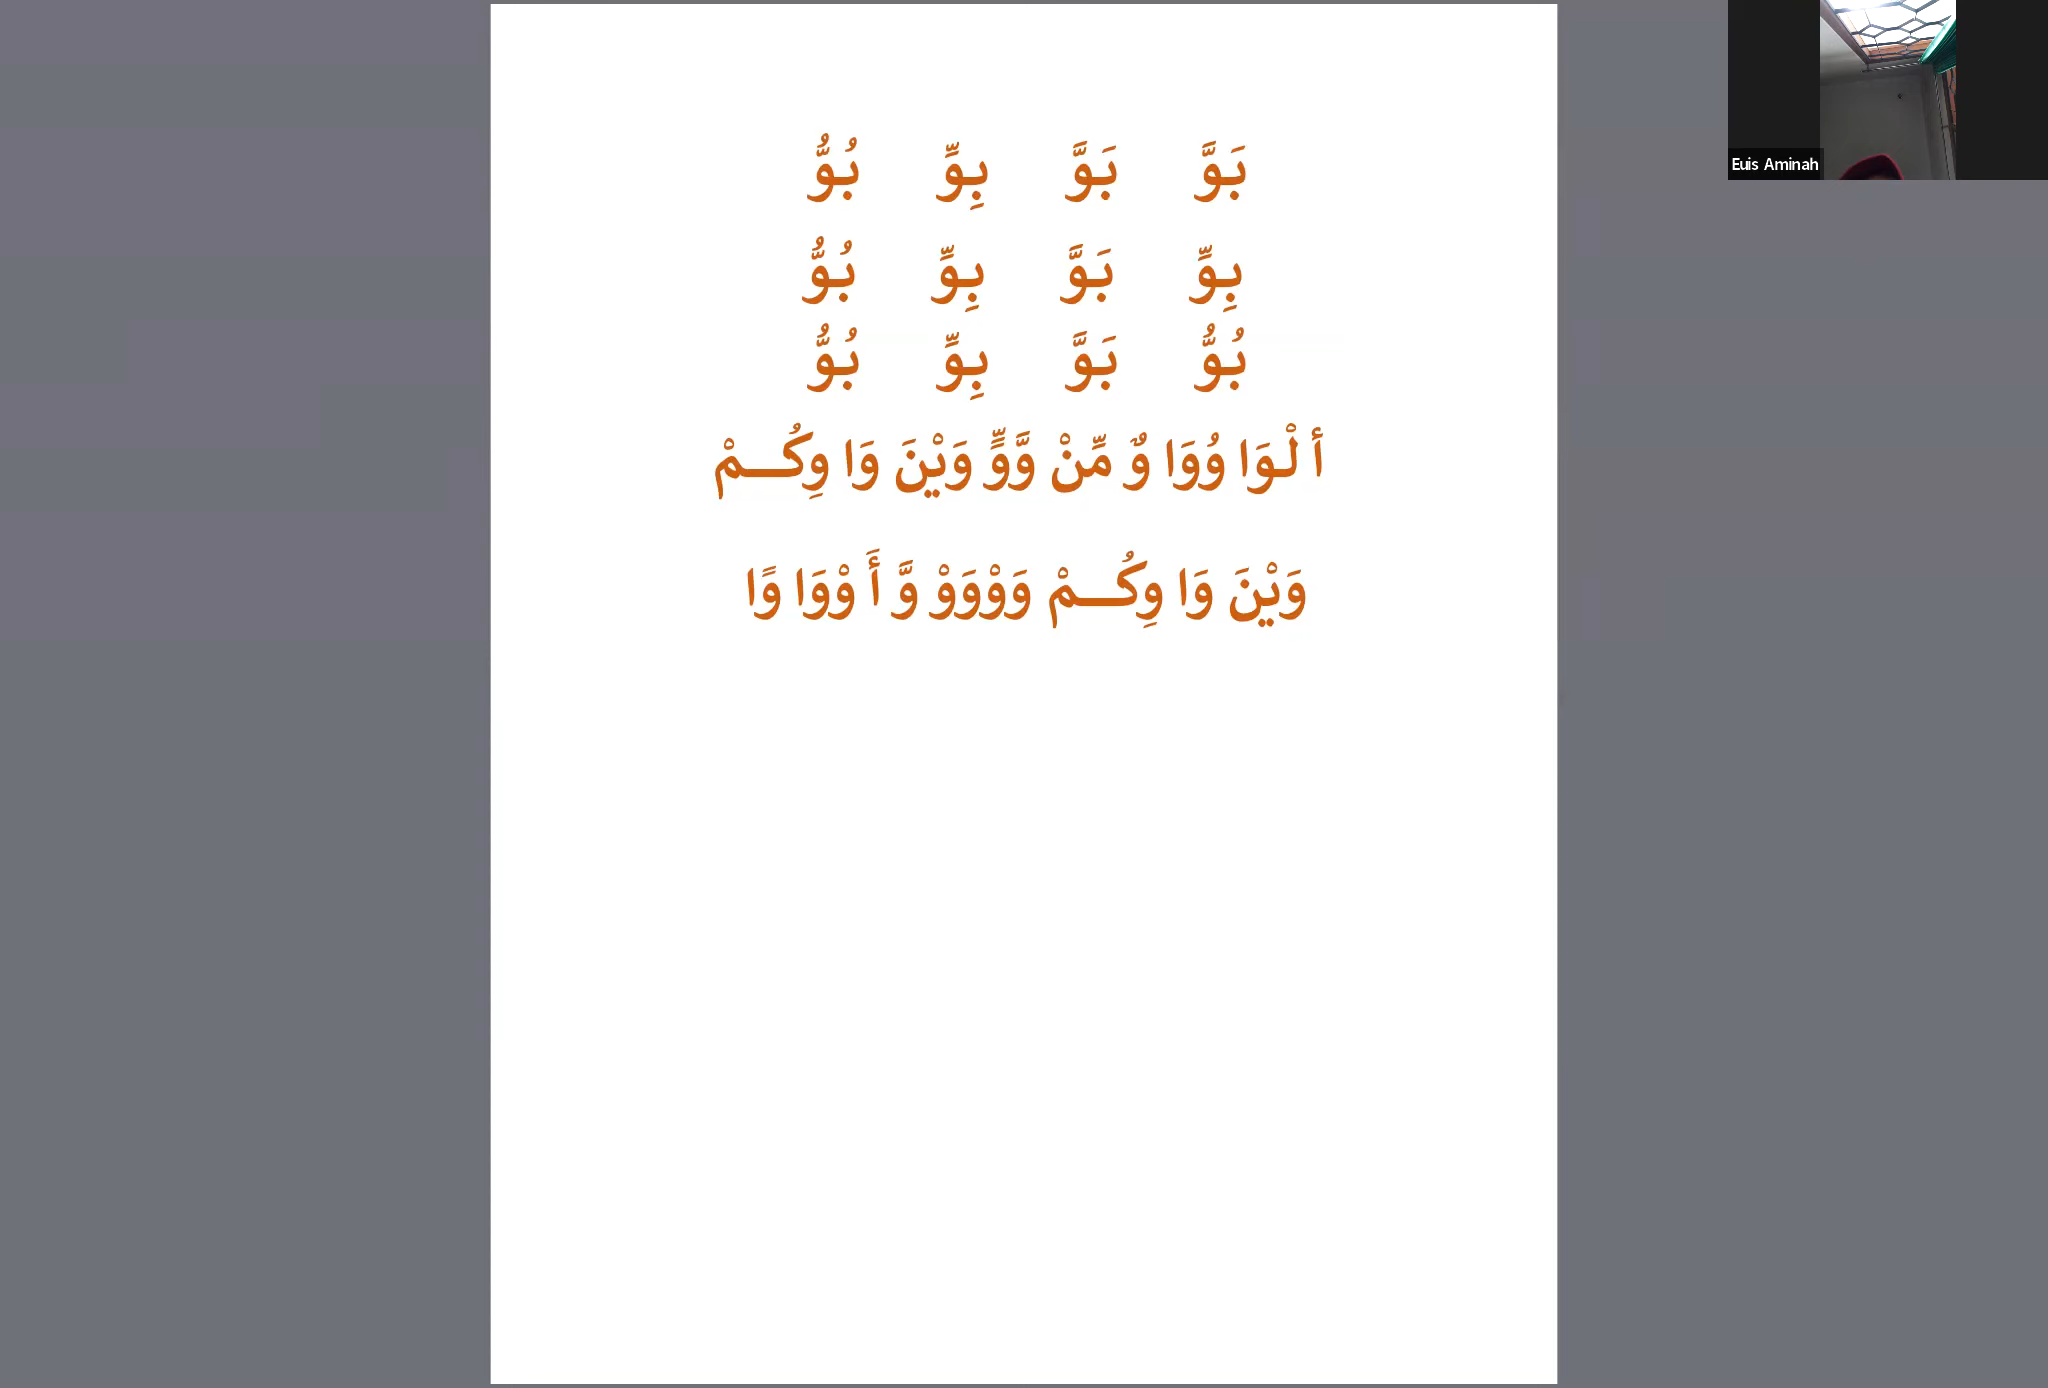 بَوَّ بَوَّ بِوِّ بُوُّ
بِوِّ بَوَّ بِوِّ بُوُّ
بُوُّ بَوَّ بِوِّ بُوُّ
أ لْوَا وُوَا وٌ مِّنْ وَّوٍّ وَيْنَ وَا وِكُـــمْ
وَيْنَ وَا وِكُـــمْ وَوْوَوْ وَّ أَ وْوَا وًا
Euis Aminah